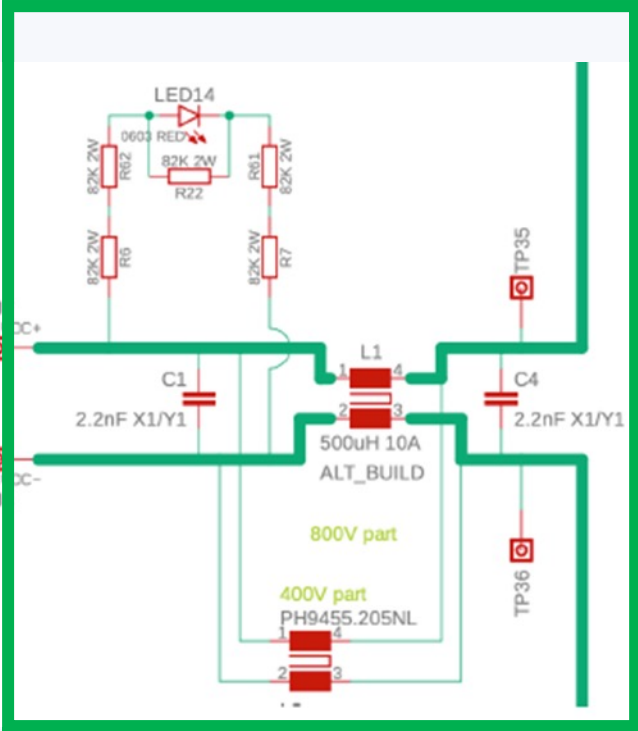 LED14
0603 RED
82K 2W
R22
82K 2W
R62
R61
82K 2W
82K 2W
R6
82K 2W
R7
TP35
CC+
L1
1
4
C1
2.2nF X1/Y1
C4
2.2nF X1/Y1
2
3
500uH 10A
ALT_BUILD
CC-
800V part
400V part
PH9455.205NL
1
4
2
3
TP36